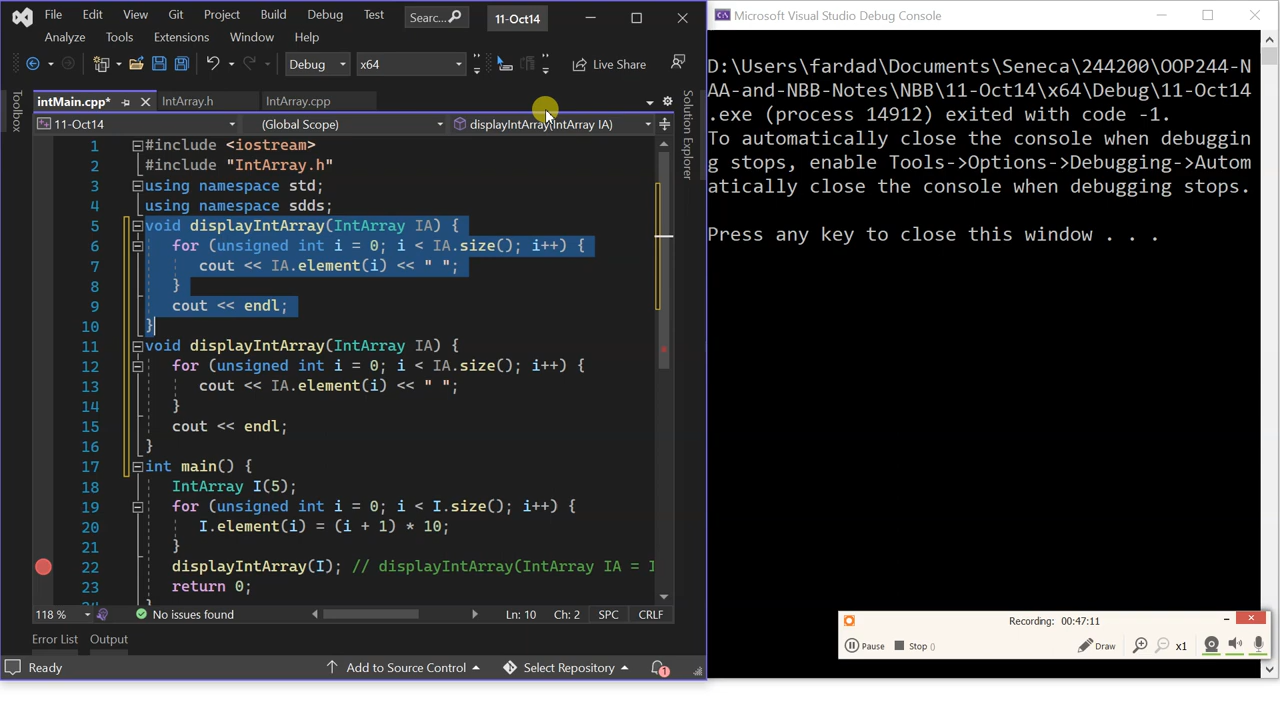 File Edit View Git Project Build Debug Test Searc... 11-Oct14
Analyze Tools Extensions Window Help
Debug x64 Live Share
intMain.cpp* IntArray.h IntArray.cpp
Toolbox
Solution Explorer
11-Oct14 (Global Scope) displayIntArray(IntArray IA)
1 #include <iostream>
2 #include "IntArray.h"
3 using namespace std;
4 using namespace sdds;
5 void displayIntArray(IntArray IA) {
6 for (unsigned int i = 0; i < IA.size(); i++) {
7 cout << IA.element(i) << " ";
8 }
9 cout << endl;
10 }
11 void displayIntArray(IntArray IA) {
12 for (unsigned int i = 0; i < IA.size(); i++) {
13 cout << IA.element(i) << " ";
14 }
15 cout << endl;
16 }
17 int main() {
18 IntArray I(5);
19 for (unsigned int i = 0; i < I.size(); i++) {
20 I.element(i) = (i + 1) * 10;
21 }
22 displayIntArray(I); // displayIntArray(IntArray IA = I
23 return 0;
118 % No issues found Ln: 10 Ch: 2 SPC CRLF
Error List Output
Ready Add to Source Control Select Repository 1
Microsoft Visual Studio Debug Console
D:\Users\fardad\Documents\Seneca\244200\OOP244-N
AA-and-NBB-Notes\NBB\11-Oct14\x64\Debug\11-Oct14
.exe (process 14912) exited with code -1.
To automatically close the console when debuggin
g stops, enable Tools->Options->Debugging->Autom
atically close the console when debugging stops.
Press any key to close this window . . .
Recording: 00:47:11
Pause Stop () Draw x1